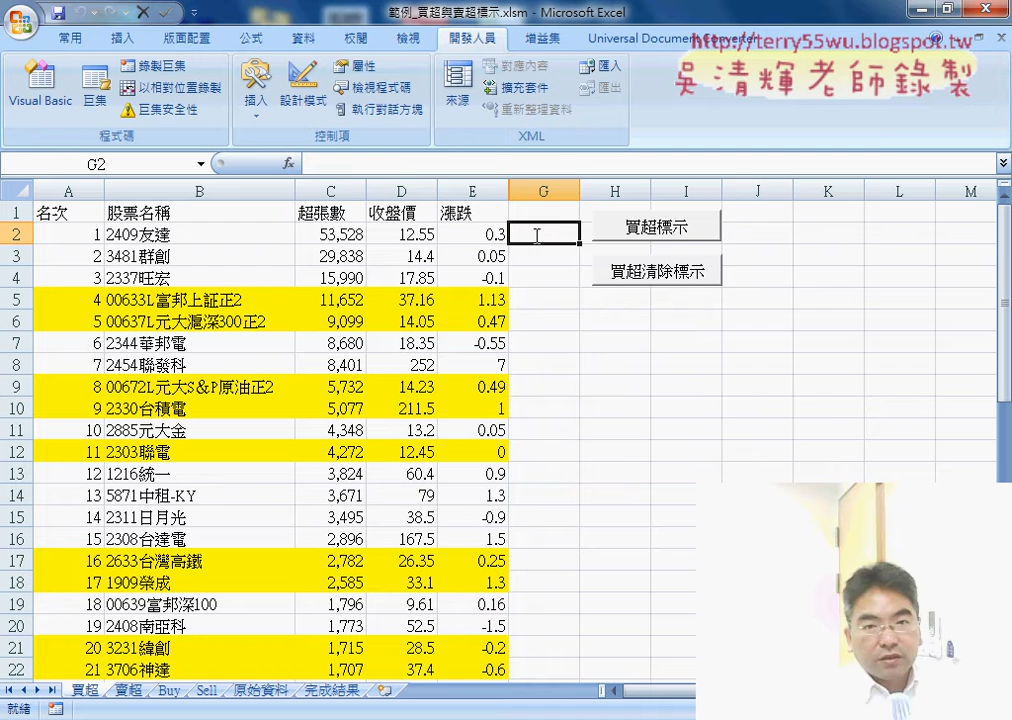 範例_買超與賣超標示.xlsm - Microsoft Excel
常用 插入 版面配置 公式 資料 校閱 檢視 開發人員 增益集 Universal Document Converter
http://terry55wu.blogspot.tw
吳清輝老師錄製
Visual Basic 巨集 錄製巨集 以相對位置錄製 巨集安全性 程式碼
插入 設計模式 屬性 檢視程式碼 執行對話方塊 控制項
來源 對應內容 擴充套件 重新整理資料 匯入 匯出 XML
G2 fx
A B C D E G H I J K L M
1 名次 股票名稱 超張數 收盤價 漲跌
2 1 2409友達 53,528 12.55 0.3
買超標示
3 2 3481群創 29,838 14.4 0.05
買超清除標示
4 3 2337旺宏 15,990 17.85 -0.1
5 4 00633L富邦上証正2 11,652 37.16 1.13
6 5 00637L元大滬深300正2 9,099 14.05 0.47
7 6 2344華邦電 8,680 18.35 -0.55
8 7 2454聯發科 8,401 252 7
9 8 00672L元大S&P原油正2 5,732 14.23 0.49
10 9 2330台積電 5,077 211.5 1
11 10 2885元大金 4,348 13.2 0.05
12 11 2303聯電 4,272 12.45 0
13 12 1216統一 3,824 60.4 0.9
14 13 5871中租-KY 3,671 79 1.3
15 14 2311日月光 3,495 38.5 -0.9
16 15 2308台達電 2,896 167.5 1.5
17 16 2633台灣高鐵 2,782 26.35 0.25
18 17 1909榮成 2,585 33.1 1.3
19 18 00639富邦深100 1,796 9.61 0.16
20 19 2408南亞科 1,773 52.5 -1.5
21 20 3231緯創 1,715 28.5 -0.2
22 21 3706神達 1,707 37.4 -0.6
買超 賣超 Buy Sell 原始資料 完成結果
就緒